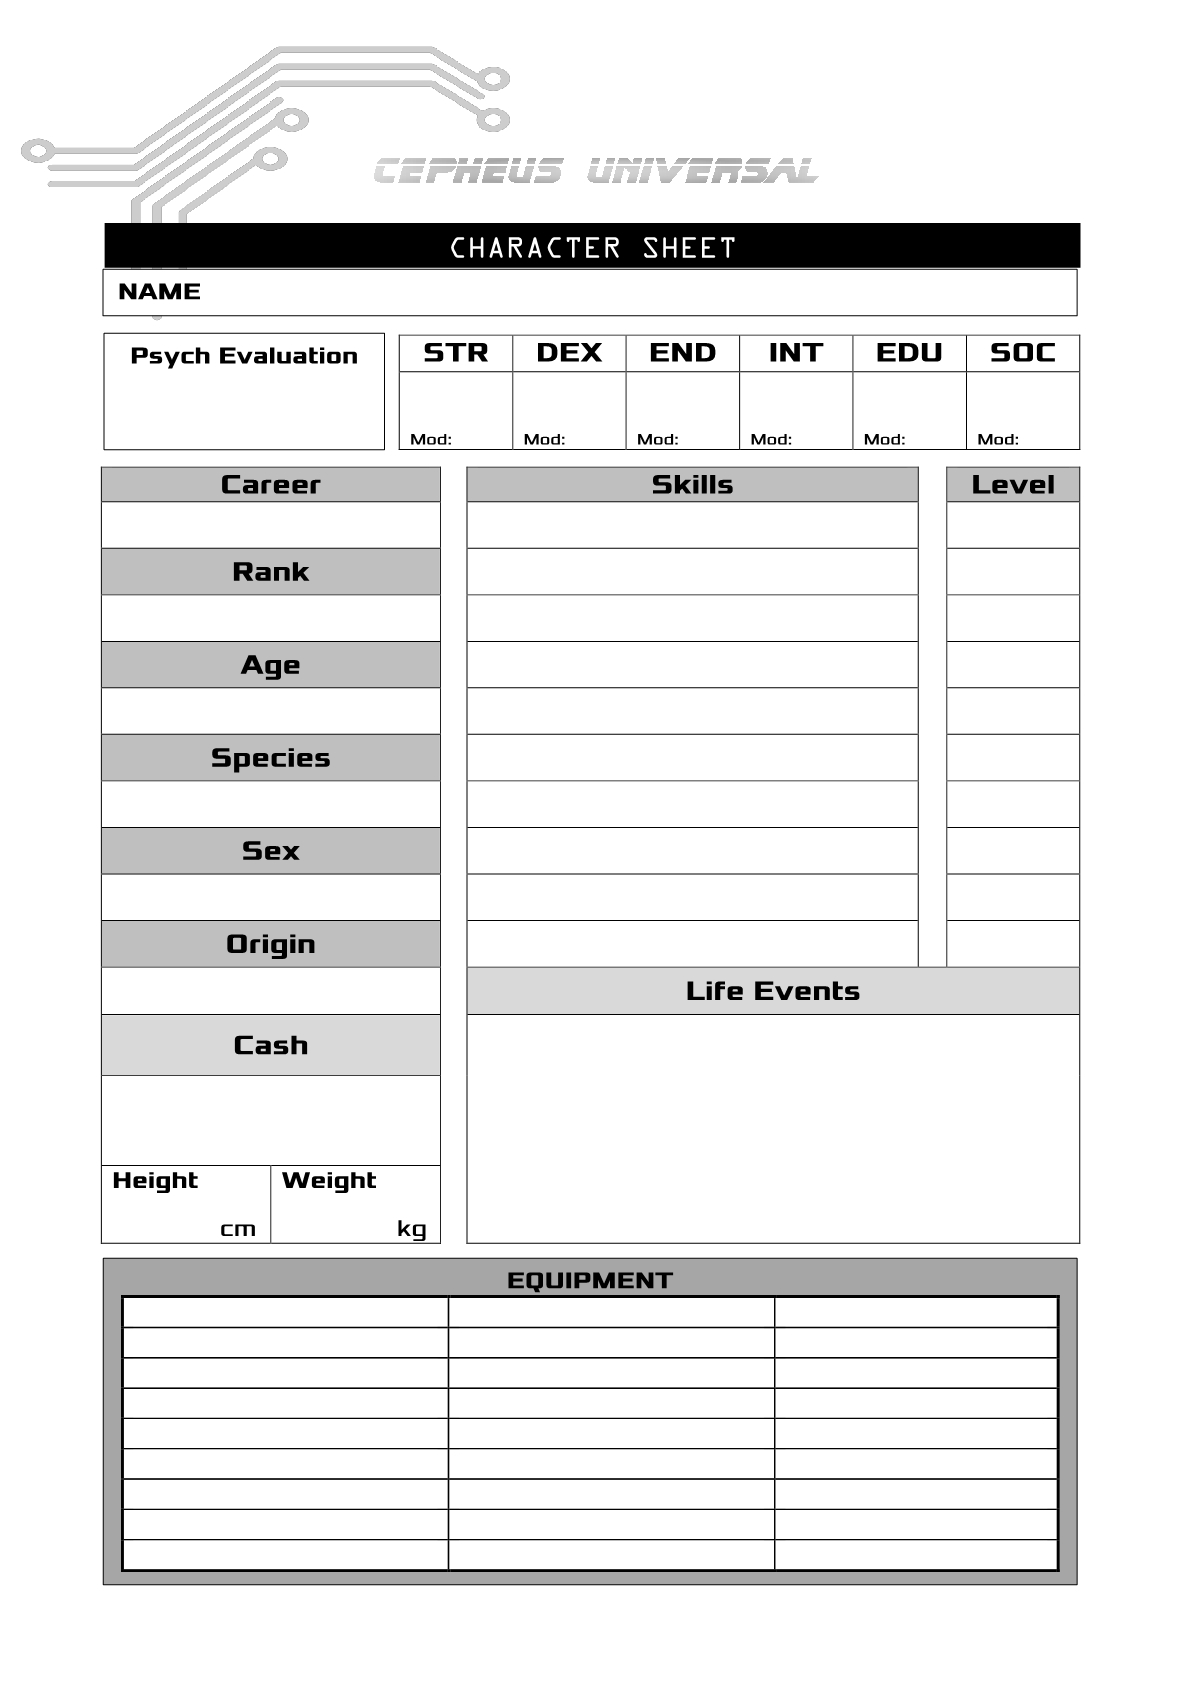 CEPHEUS UNIVERSAL
CHARACTER SHEET
NAME
Psych Evaluation
STR DEX END INT EDU SOC
Mod: Mod: Mod: Mod: Mod: Mod:
Career
Rank
Age
Species
Sex
Origin
Cash
Height Weight
cm kg
Skills Level
Life Events
EQUIPMENT